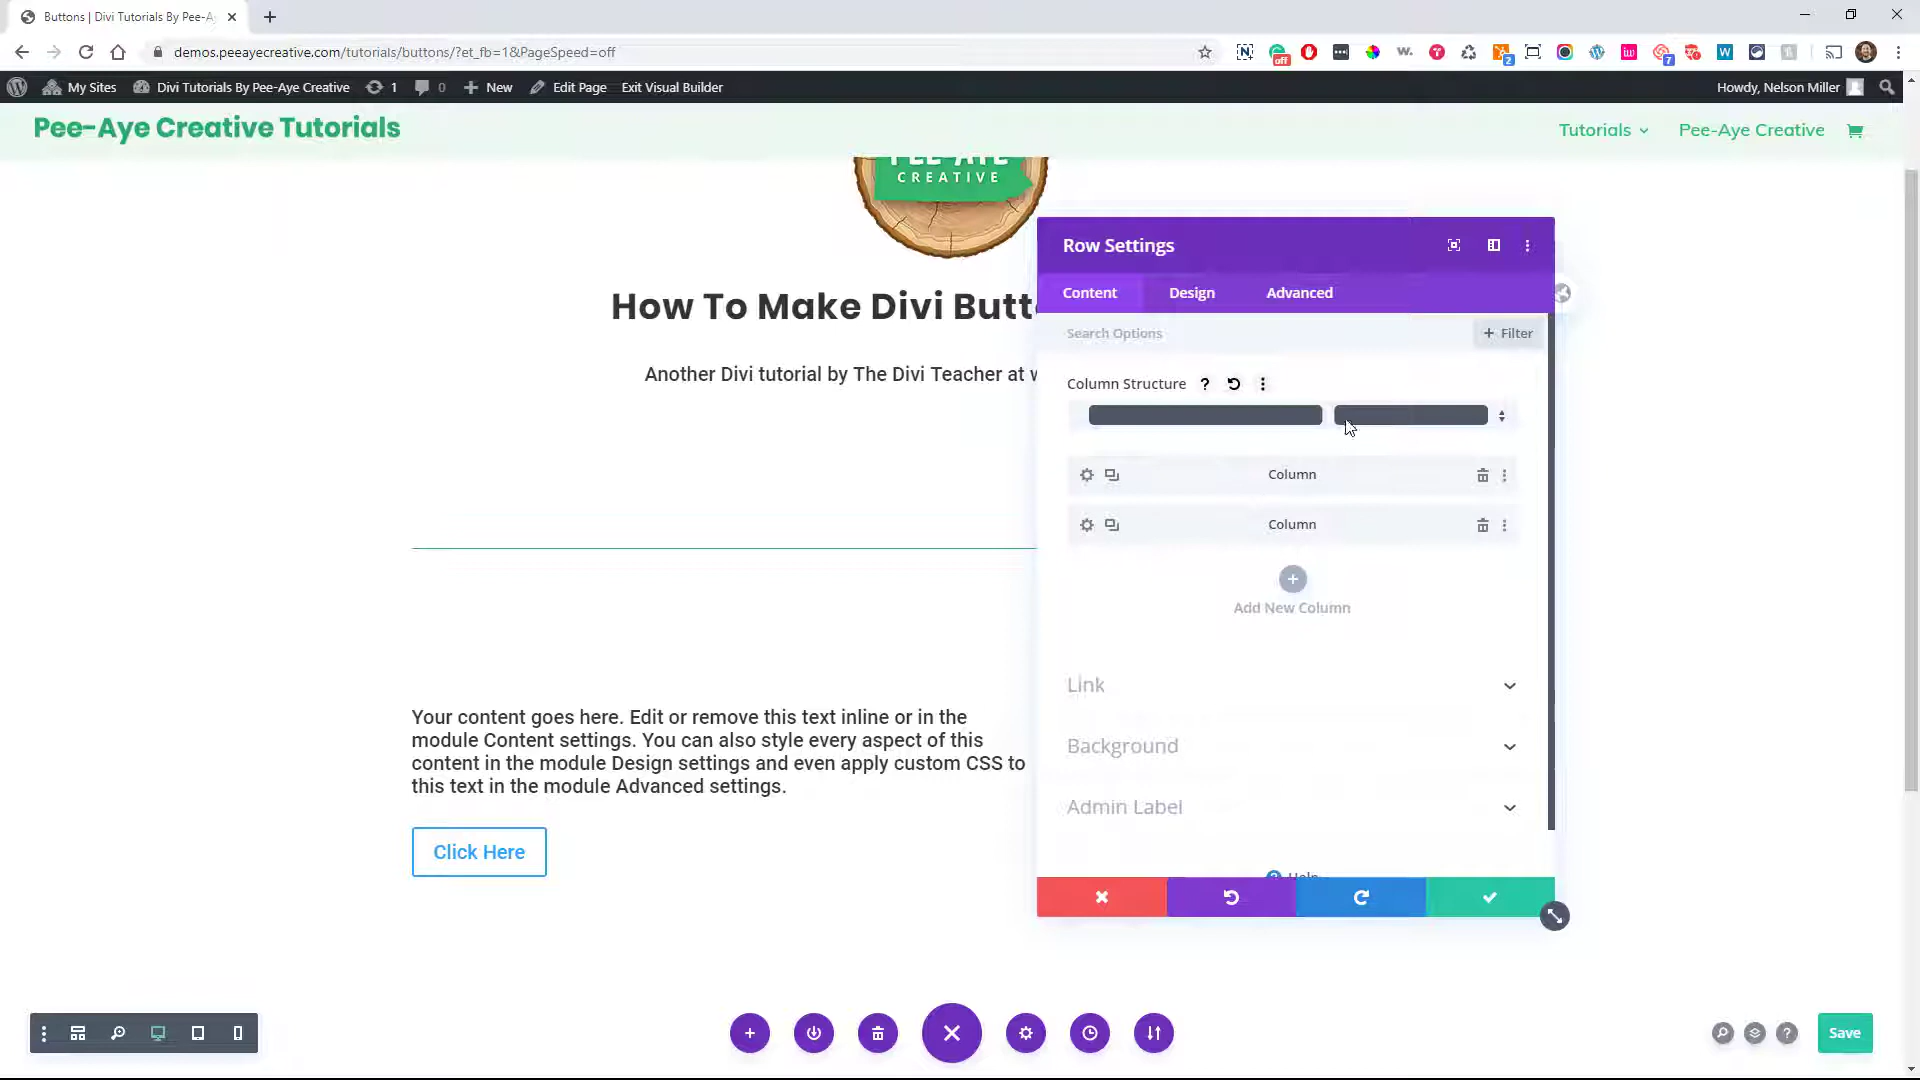 Buttons | Divi Tutorials By Pee-A
demos.peeayecreative.com/tutorials/buttons/?et_fb=1&PageSpeed=off
off
2
7
My Sites
Divi Tutorials By Pee-Aye Creative
1
0
New
Edit Page
Exit Visual Builder
Howdy, Nelson Miller
Pee-Aye Creative Tutorials
Tutorials
Pee-Aye Creative
PEE-AYE
CREATIVE
How To Make Divi Butt
Another Divi tutorial by The Divi Teacher at w
Row Settings
Content
Design
Advanced
Search Options
+ Filter
Column Structure
Column
Column
Add New Column
Link
Background
Admin Label
Help
Your content goes here. Edit or remove this text inline or in the
module Content settings. You can also style every aspect of this
content in the module Design settings and even apply custom CSS to
this text in the module Advanced settings.
Click Here
Save